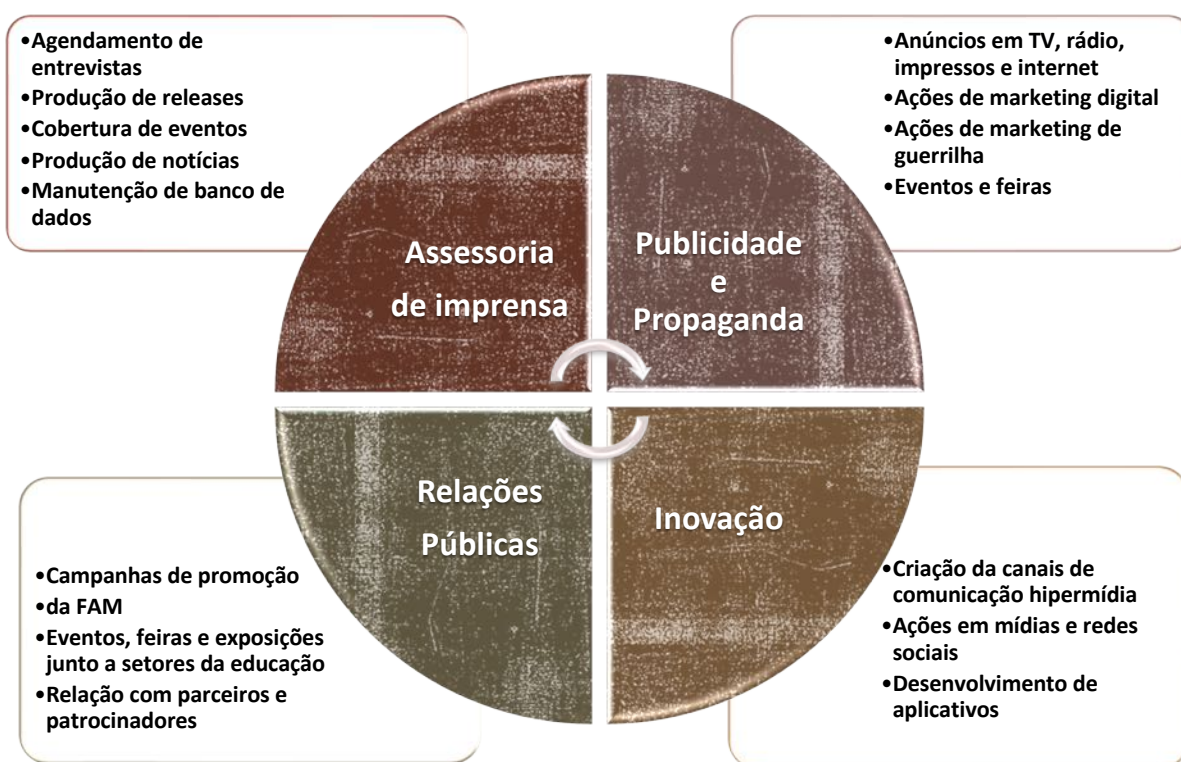 •Agendamento de
entrevistas
•Produção de releases
•Cobertura de eventos
•Produção de notícias
•Manutenção de banco de
dados
•Anúncios em TV, rádio,
impressos e internet
•Ações de marketing digital
•Ações de marketing de
guerrilha
•Eventos e feiras
Assessoria
de imprensa
Publicidade
e
Propaganda
Relações
Públicas
Inovação
•Campanhas de promoção
•da FAM
•Eventos, feiras e exposições
junto a setores da educação
•Relação com parceiros e
patrocinadores
•Criação da canais de
comunicação hipermídia
•Ações em mídias e redes
sociais
•Desenvolvimento de
aplicativos